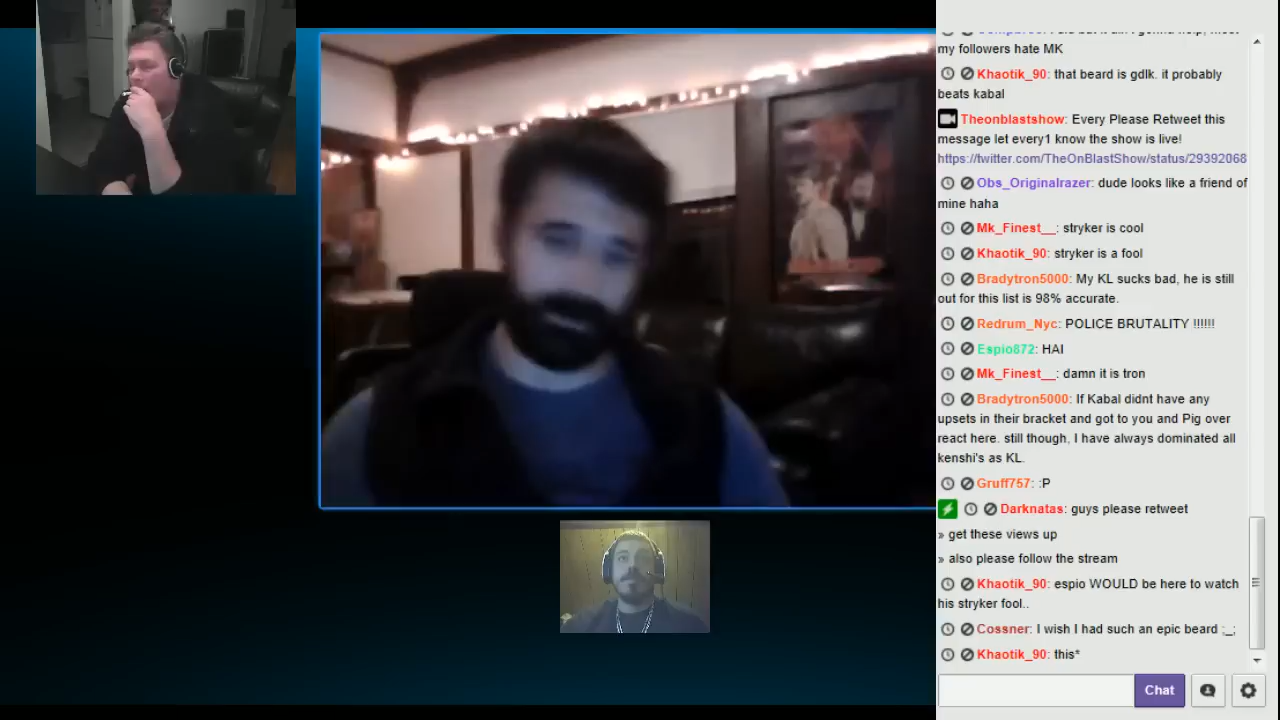 my followers hate MK
Khaotik_90: that beard is gdlk. it probably
beats kabal
Theonblastshow: Every Please Retweet this
message let every1 know the show is live!
https://twitter.com/TheOnBlastShow/status/29392068
Obs_Originalrazer: dude looks like a friend of
mine haha
Mk_Finest__: stryker is cool
Khaotik_90: stryker is a fool
Bradytron5000: My KL sucks bad, he is still
out for this list is 98% accurate.
Redrum_Nyc: POLICE BRUTALITY !!!!!!
Espio872: HAI
Mk_Finest__: damn it is tron
Bradytron5000: If Kabal didnt have any
upsets in their bracket and got to you and Pig over
react here. still though, I have always dominated all
kenshi's as KL.
Gruff757: :P
Darknatas: guys please retweet
» get these views up
» also please follow the stream
Khaotik_90: espio WOULD be here to watch
his stryker fool..
Cossner: I wish I had such an epic beard ;_;
Khaotik_90: this*
Chat